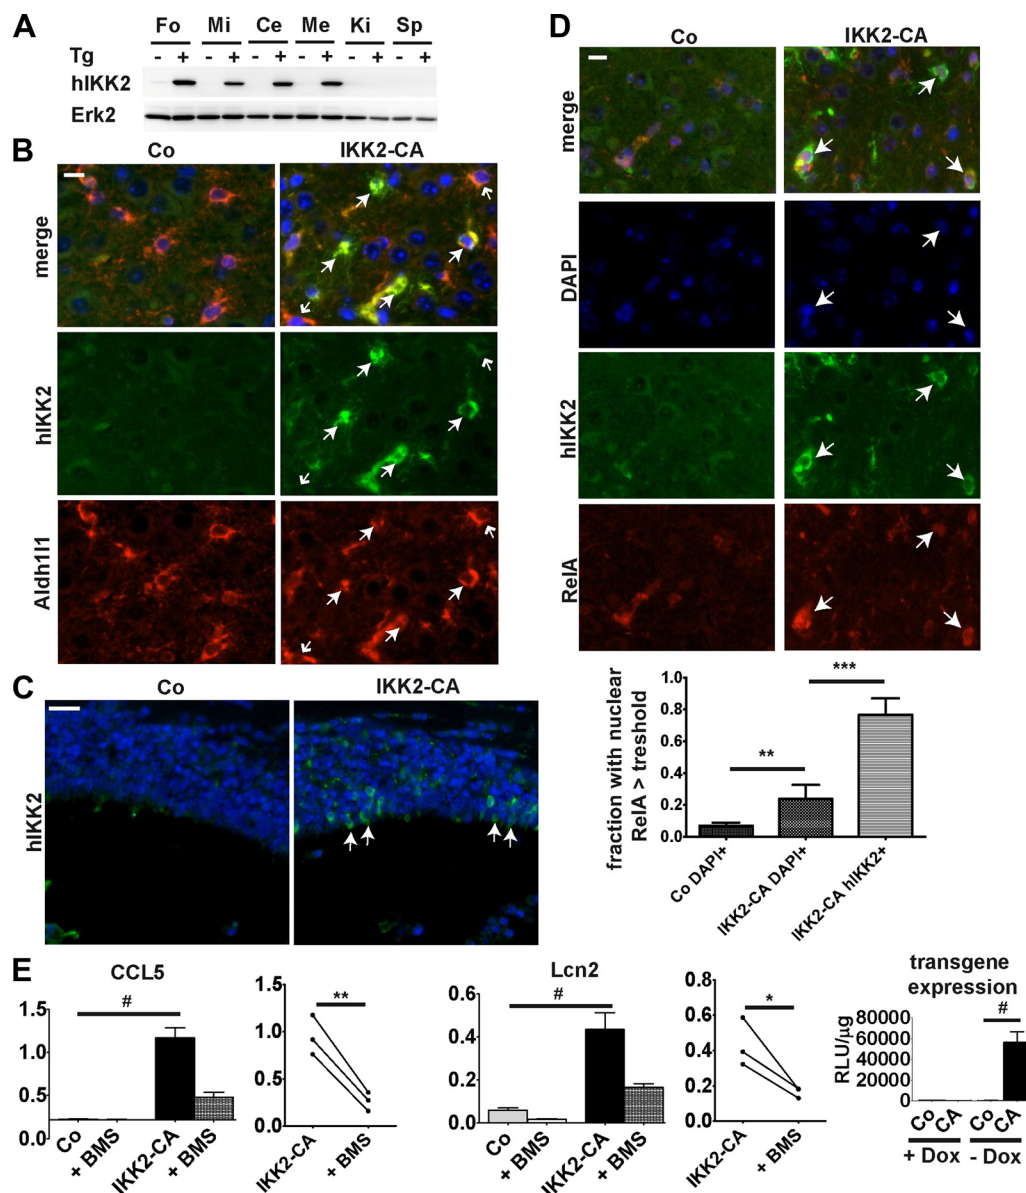 A
Fo Mi Ce Me Ki Sp
Tg - + - + - + - + - + - +
hIKK2
Erk2
B
Co IKK2-CA
merge
hIKK2
Aldh1l1
C
Co IKK2-CA
hIKK2
D
Co IKK2-CA
merge
DAPI
hIKK2
RelA
fraction with nuclear
RelA > treshold
1.0
0.8
0.6
0.4
0.2
0.0
**
***
Co DAPI+
IKK2-CA DAPI+
IKK2-CA hIKK2+
E
CCL5
1.5
1.0
0.5
0.0
#
Co
+ BMS
IKK2-CA
+ BMS
1.5
1.0
0.5
0.0
**
IKK2-CA
+ BMS
Lcn2
0.6
0.4
0.2
0.0
#
Co
+ BMS
IKK2-CA
+ BMS
0.8
0.6
0.4
0.2
0.0
*
IKK2-CA
+ BMS
transgene
expression
RLU/µg
80000
60000
40000
20000
0
#
Co CA Co CA
+ Dox - Dox